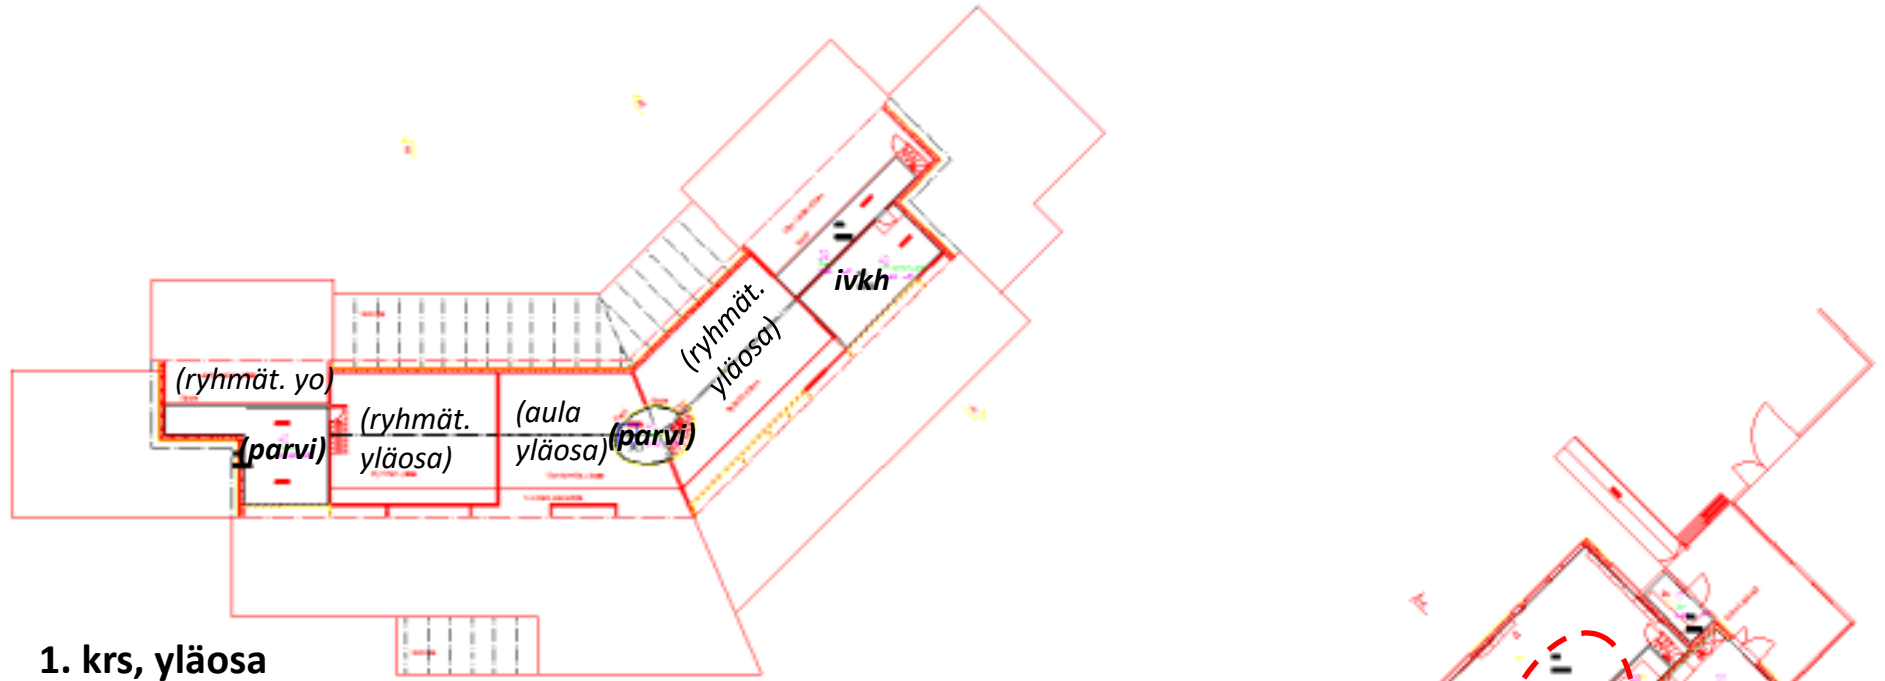 ivkh
(ryhmät.
yläosa)
(ryhmät. yo)
(ryhmät.
yläosa)
(aula
yläosa)
(parvi)
(parvi)
1. krs, yläosa